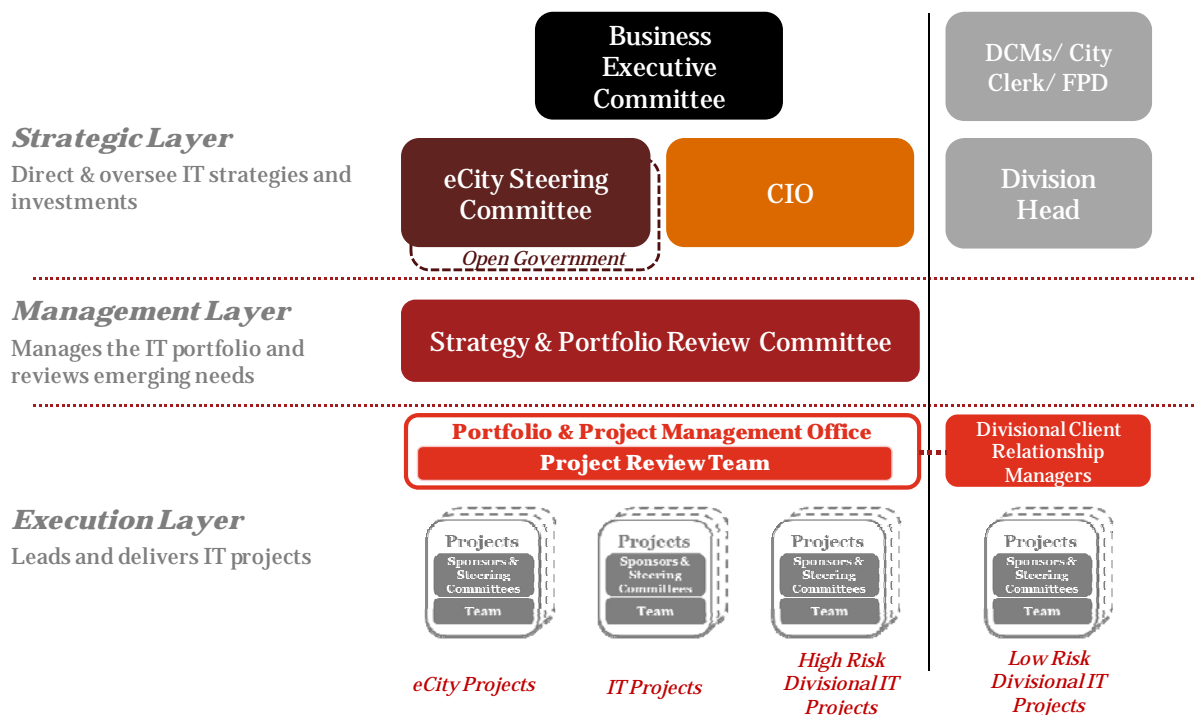 Business
Executive
Committee
DCMs/ City
Clerk/ FPD
Strategic Layer
Direct & oversee IT strategies and
investments
eCity Steering
Committee
CIO
Division
Head
Open Government
Management Layer
Manages the IT portfolio and
reviews emerging needs
Strategy & Portfolio Review Committee
Portfolio & Project Management Office
Project Review Team
Divisional Client
Relationship
Managers
Execution Layer
Leads and delivers IT projects
Projects
Sponsors &
Steering
Committees
Team
Projects
Sponsors &
Steering
Committees
Team
Projects
Sponsors &
Steering
Committees
Team
Projects
Sponsors &
Steering
Committees
Team
eCity Projects
IT Projects
High Risk
Divisional IT
Projects
Low Risk
Divisional IT
Projects